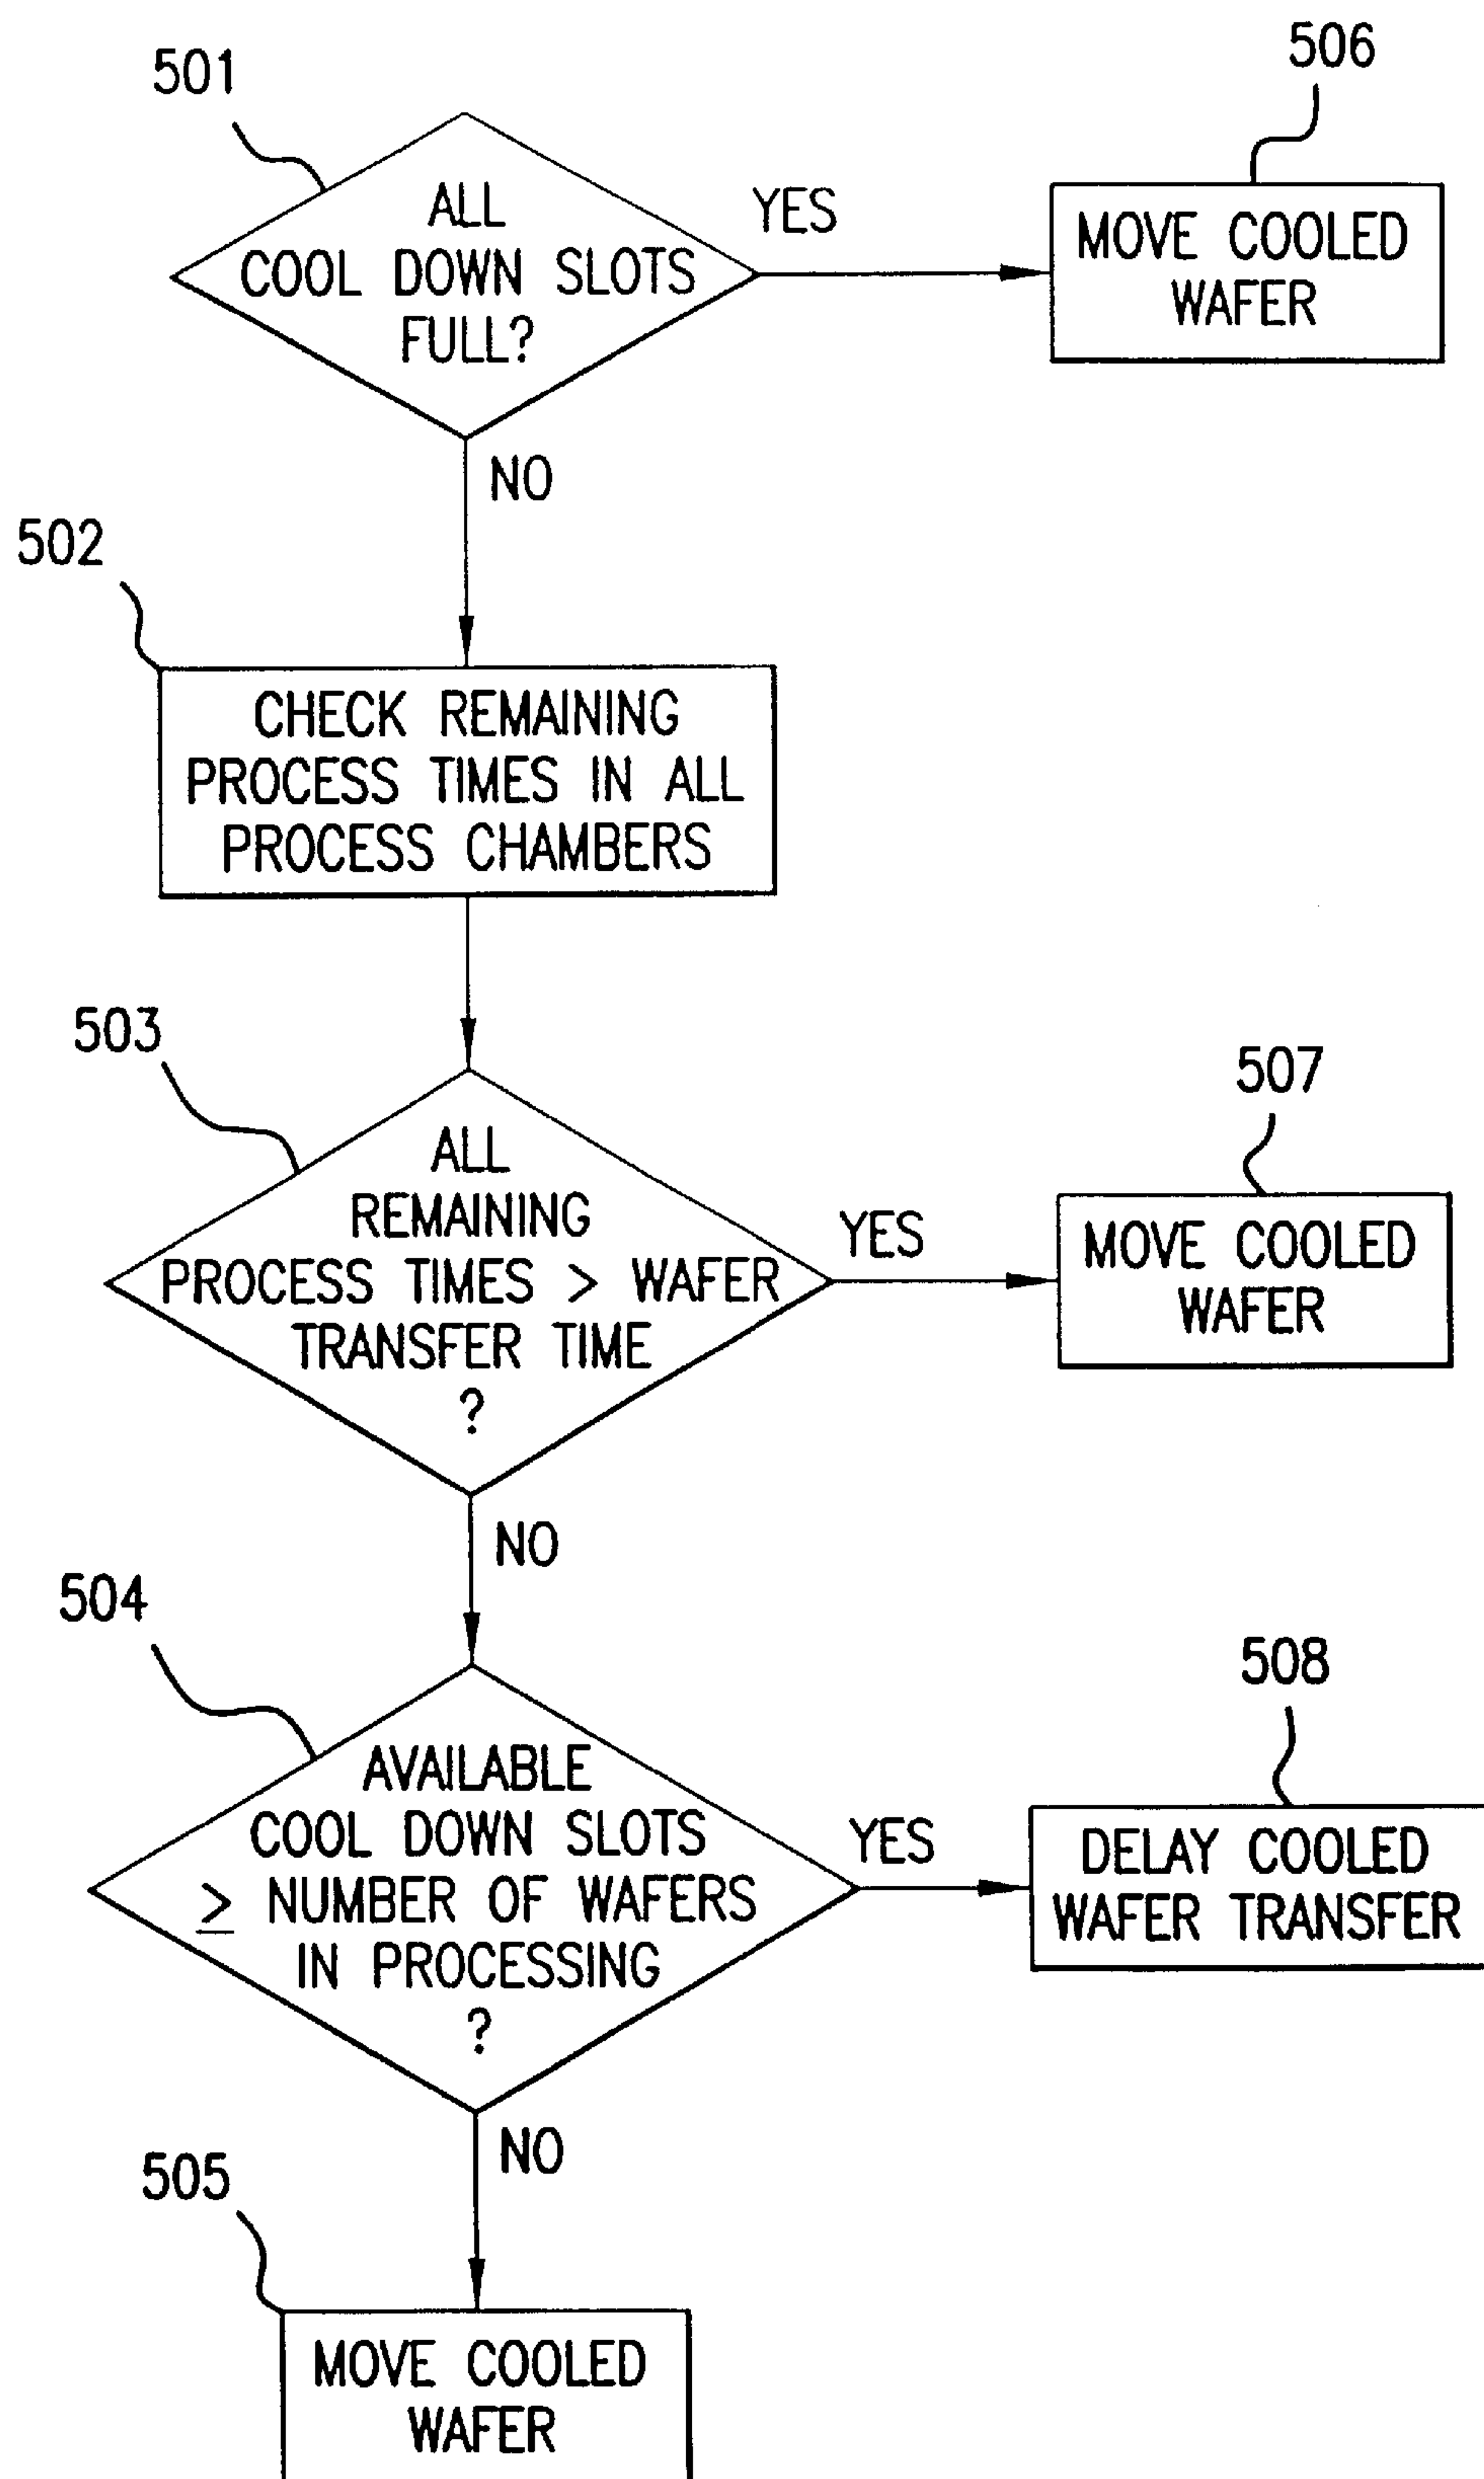 501
ALL
COOL DOWN SLOTS
FULL?
YES
506
MOVE COOLED
WAFER
NO
502
CHECK REMAINING
PROCESS TIMES IN ALL
PROCESS CHAMBERS
503
ALL
REMAINING
PROCESS TIMES > WAFER
TRANSFER TIME
?
YES
507
MOVE COOLED
WAFER
NO
504
AVAILABLE
COOL DOWN SLOTS
≥ NUMBER OF WAFERS
IN PROCESSING
?
YES
508
DELAY COOLED
WAFER TRANSFER
NO
505
MOVE COOLED
WAFER